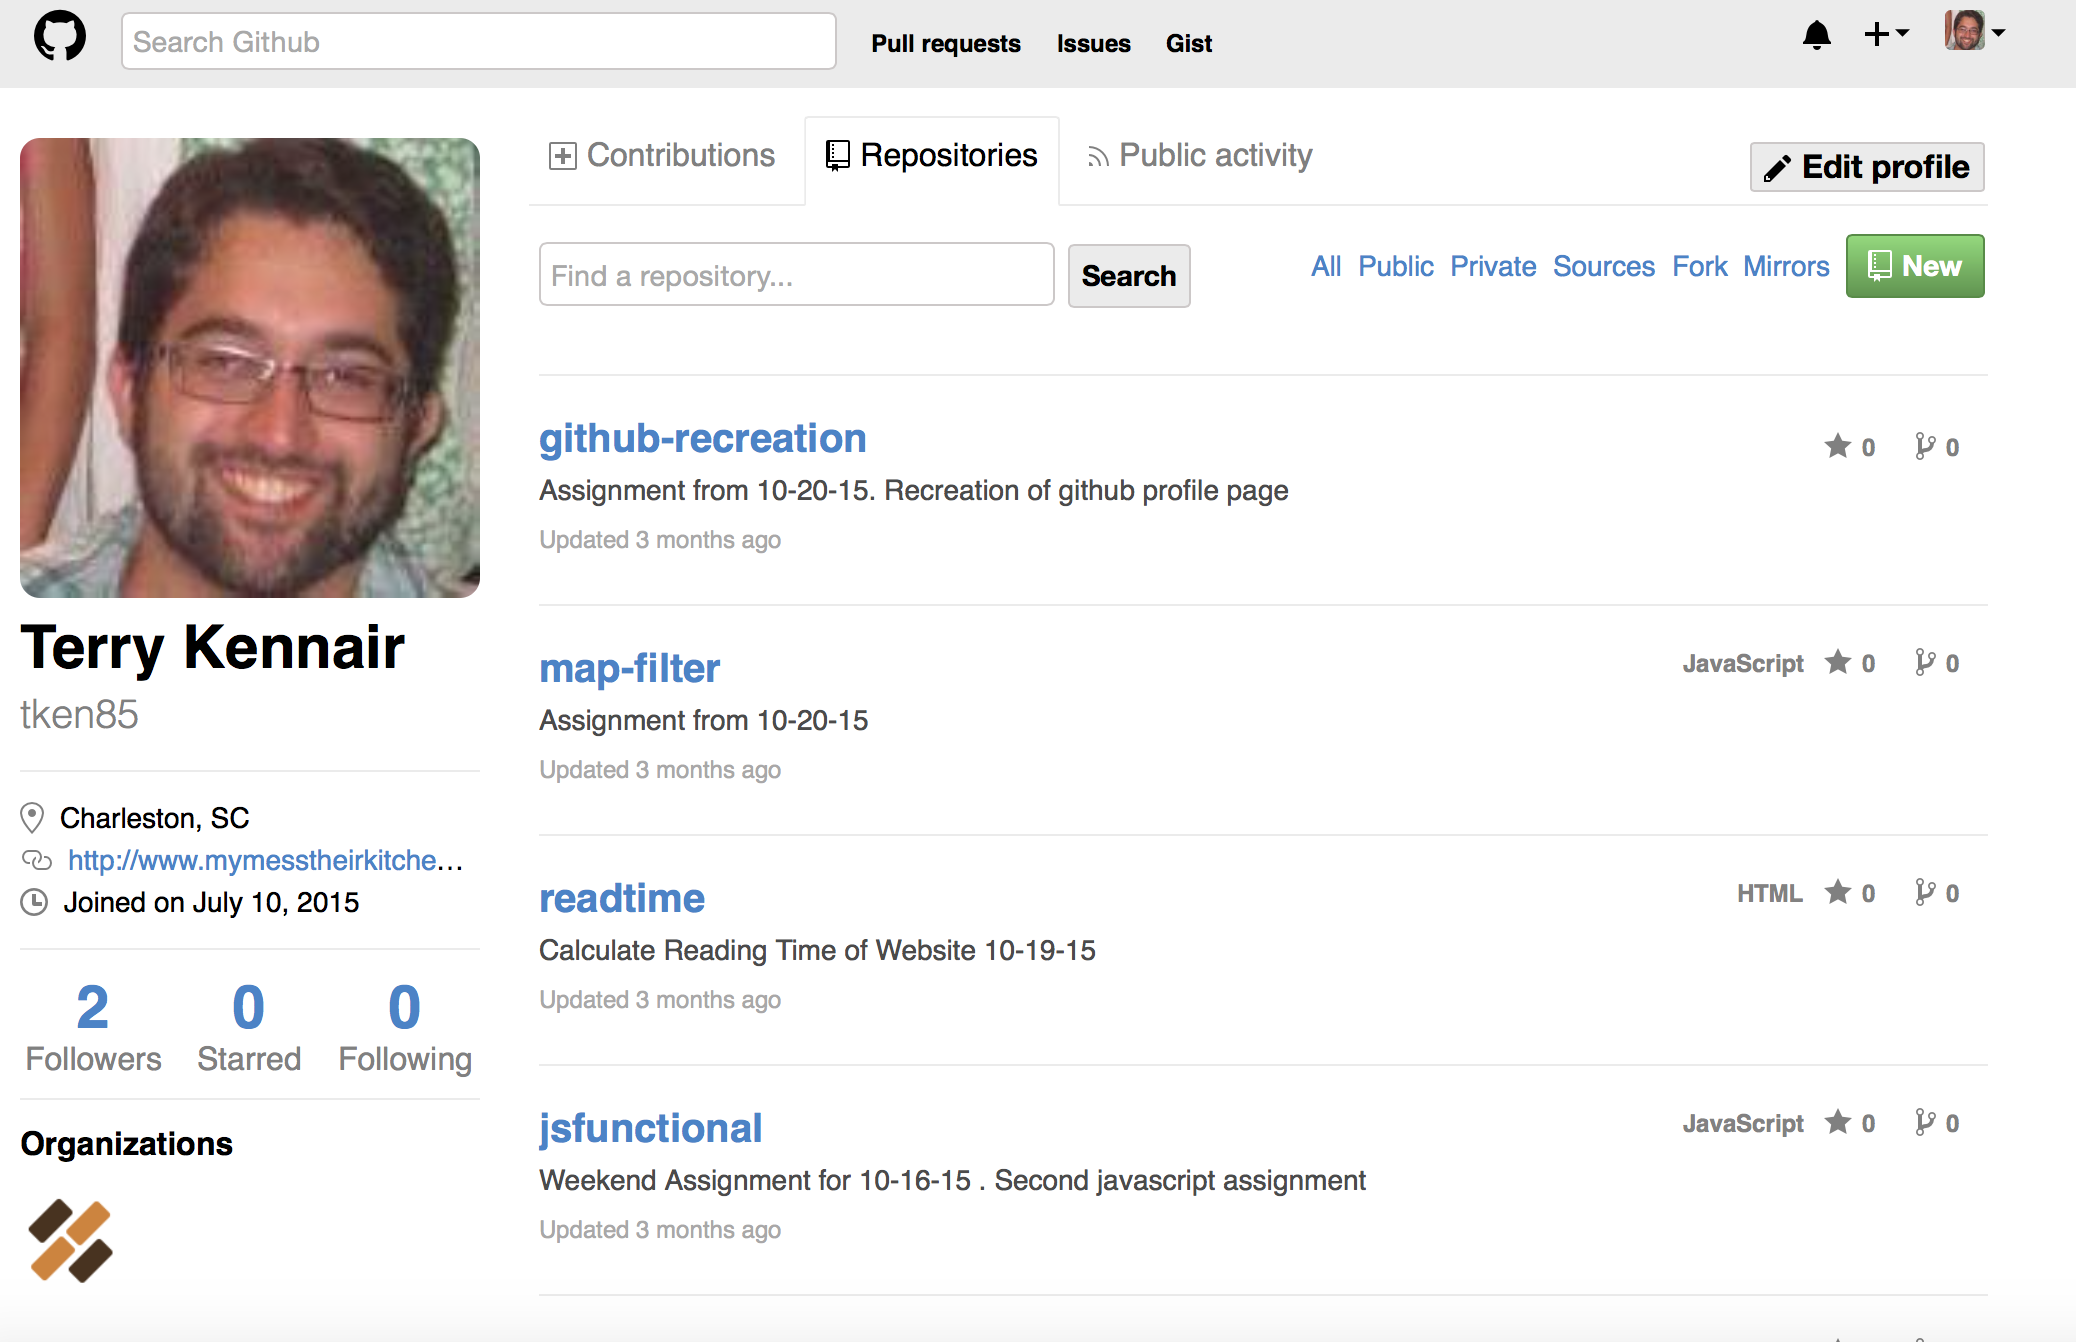 Search Github
Pull requests Issues Gist
Contributions Repositories Public activity
Edit profile
Find a repository...
Search
All Public Private Sources Fork Mirrors
New
Terry Kennair
tken85
Charleston, SC
http://www.mymesstheirkitche...
Joined on July 10, 2015
2 0 0
Followers Starred Following
Organizations
github-recreation
0 0
Assignment from 10-20-15. Recreation of github profile page
Updated 3 months ago
map-filter
JavaScript 0 0
Assignment from 10-20-15
Updated 3 months ago
readtime
HTML 0 0
Calculate Reading Time of Website 10-19-15
Updated 3 months ago
jsfunctional
JavaScript 0 0
Weekend Assignment for 10-16-15 . Second javascript assignment
Updated 3 months ago